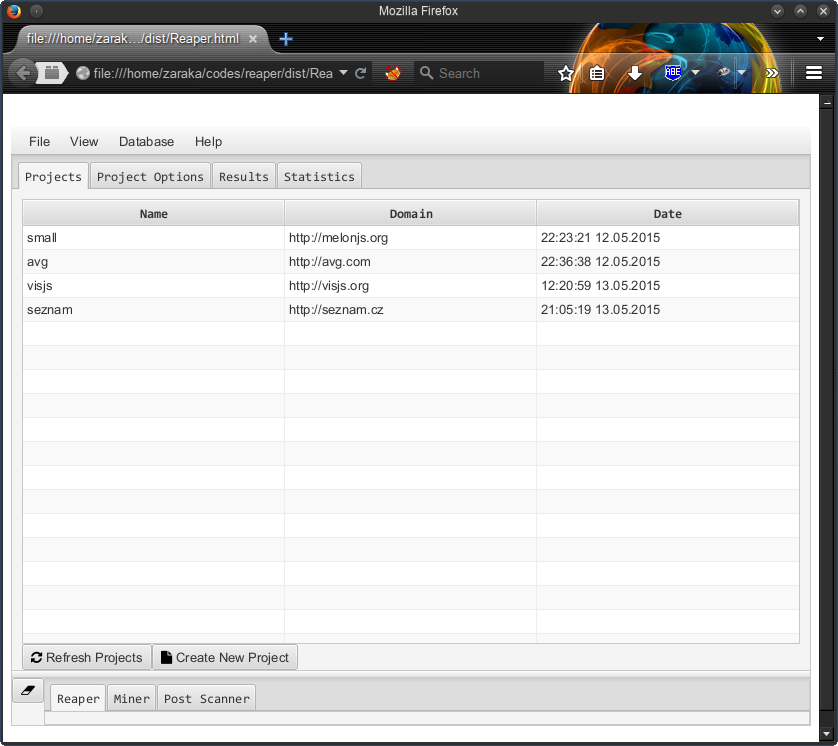 Mozilla Firefox
file:///home/zarak…/dist/Reaper.html
file:///home/zaraka/codes/reaper/dist/Rea
Search
ABE
File View Database Help
Projects Project Options Results Statistics
Name Domain Date
small http://melonjs.org 22:23:21 12.05.2015
avg http://avg.com 22:36:38 12.05.2015
visjs http://visjs.org 12:20:59 13.05.2015
seznam http://seznam.cz 21:05:19 13.05.2015
Refresh Projects Create New Project
Reaper Miner Post Scanner